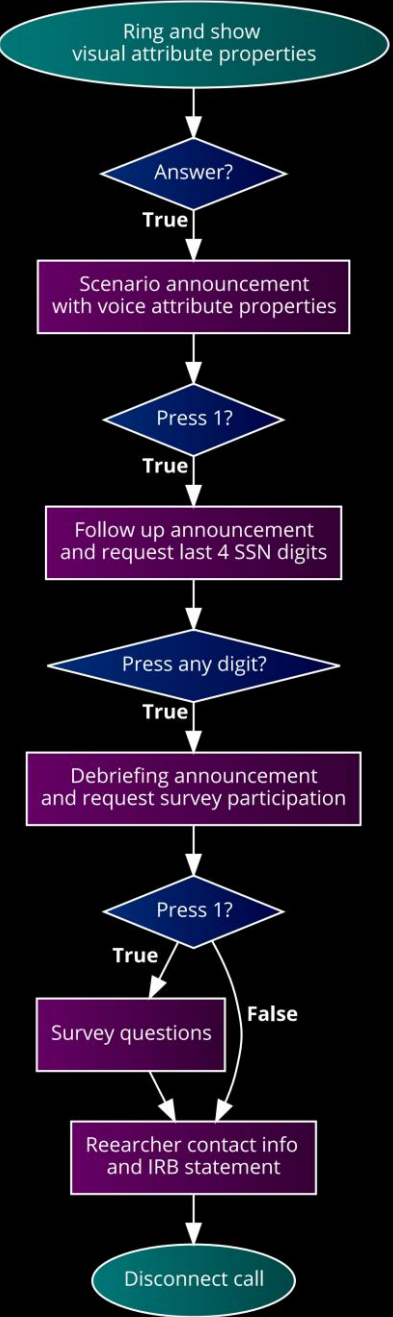 Ring and show
visual attribute properties
Answer?
True
Scenario announcement
with voice attribute properties
Press 1?
True
Follow up announcement
and request last 4 SSN digits
Press any digit?
True
Debriefing announcement
and request survey participation
Press 1?
True
False
Survey questions
Reearcher contact info
and IRB statement
Disconnect call